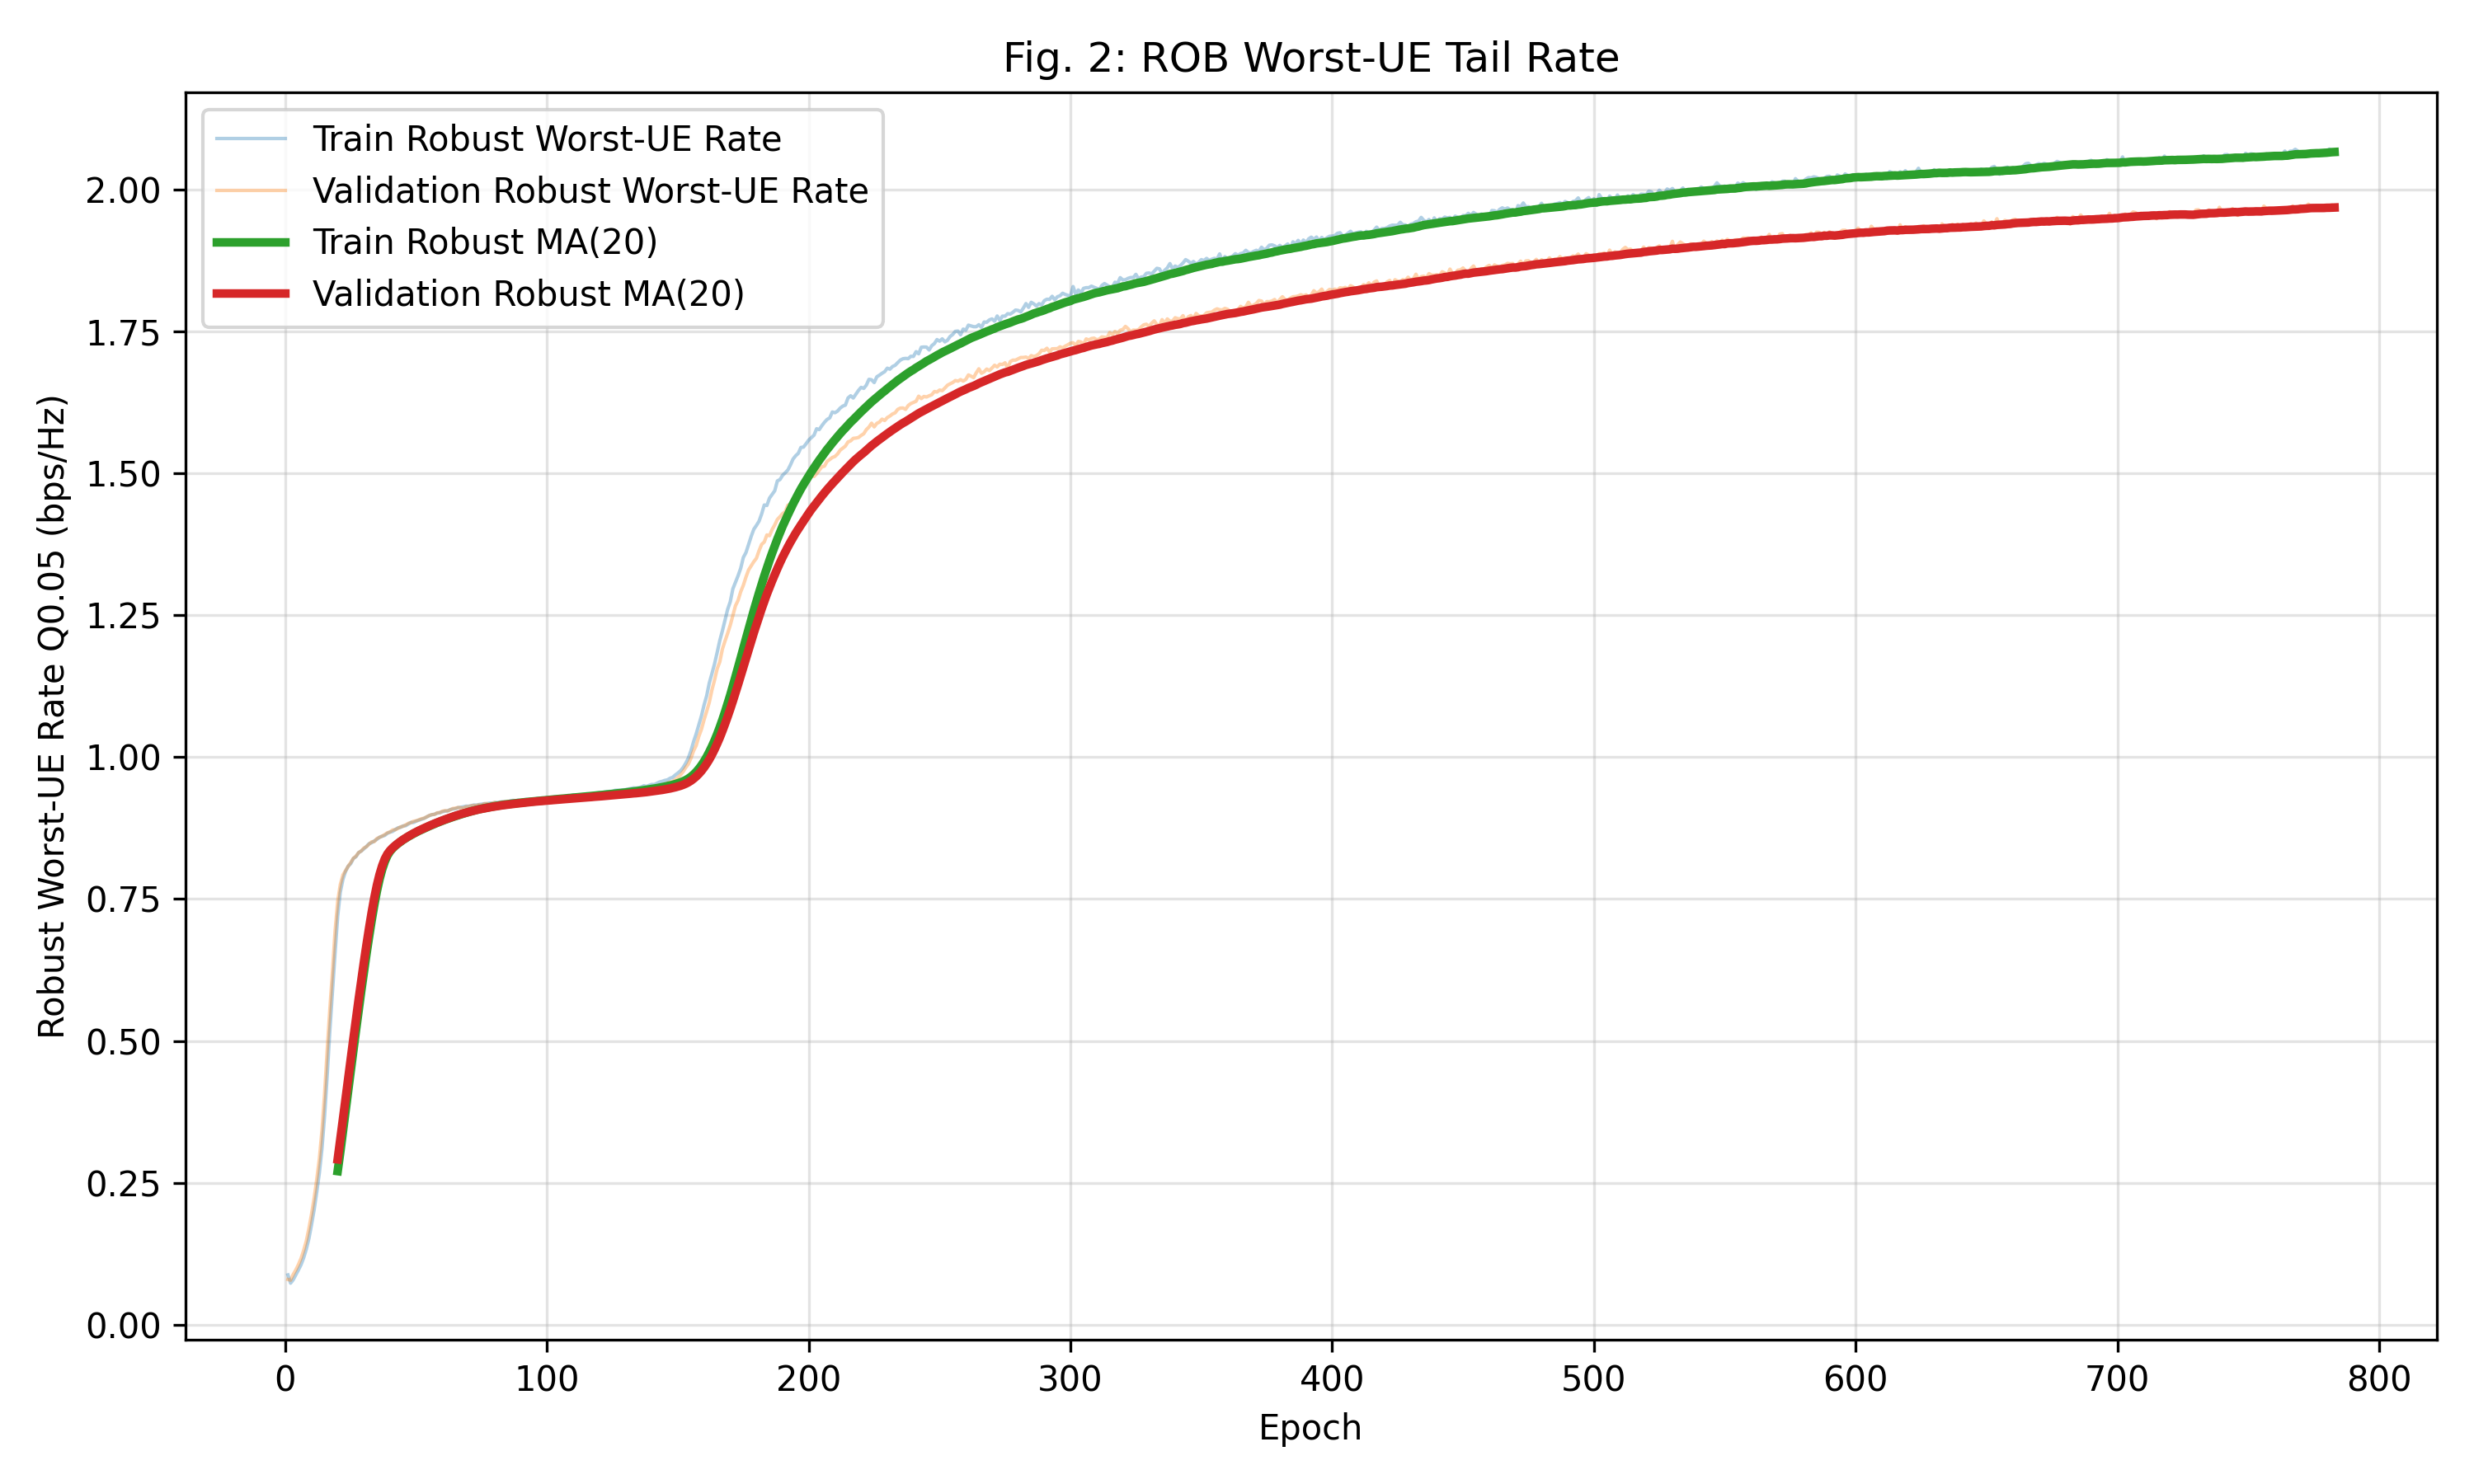 Fig. 2: ROB Worst-UE Tail Rate
Train Robust Worst-UE Rate
Validation Robust Worst-UE Rate
Train Robust MA(20)
Validation Robust MA(20)
Robust Worst-UE Rate Q0.05 (bps/Hz)
2.00
1.75
1.50
1.25
1.00
0.75
0.50
0.25
0.00
0 100 200 300 400 500 600 700 800
Epoch